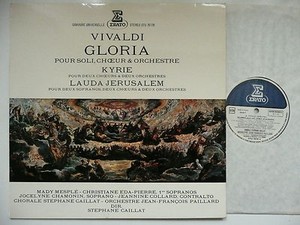 ERATO
VIVALDI
GLORIA
POUR SOLI, CHŒUR & ORCHESTRE
KYRIE
POUR DEUX CHŒURS & DEUX ORCHESTRES
LAUDA JERUSALEM
POUR DEUX SOPRANOS, DEUX CHŒURS & DEUX ORCHESTRES
MADY MESPLÉ - CHRISTIANE EDA-PIERRE, 1ers SOPRANOS
JOCELYNE CHAMONIN, SOPRANO - JEANNINE COLLARD, CONTRALTO
CHORALE STEPHANE CAILLAT - ORCHESTRE JEAN-FRANÇOIS PAILLARD
DIR.
STEPHANE CAILLAT
ERATO